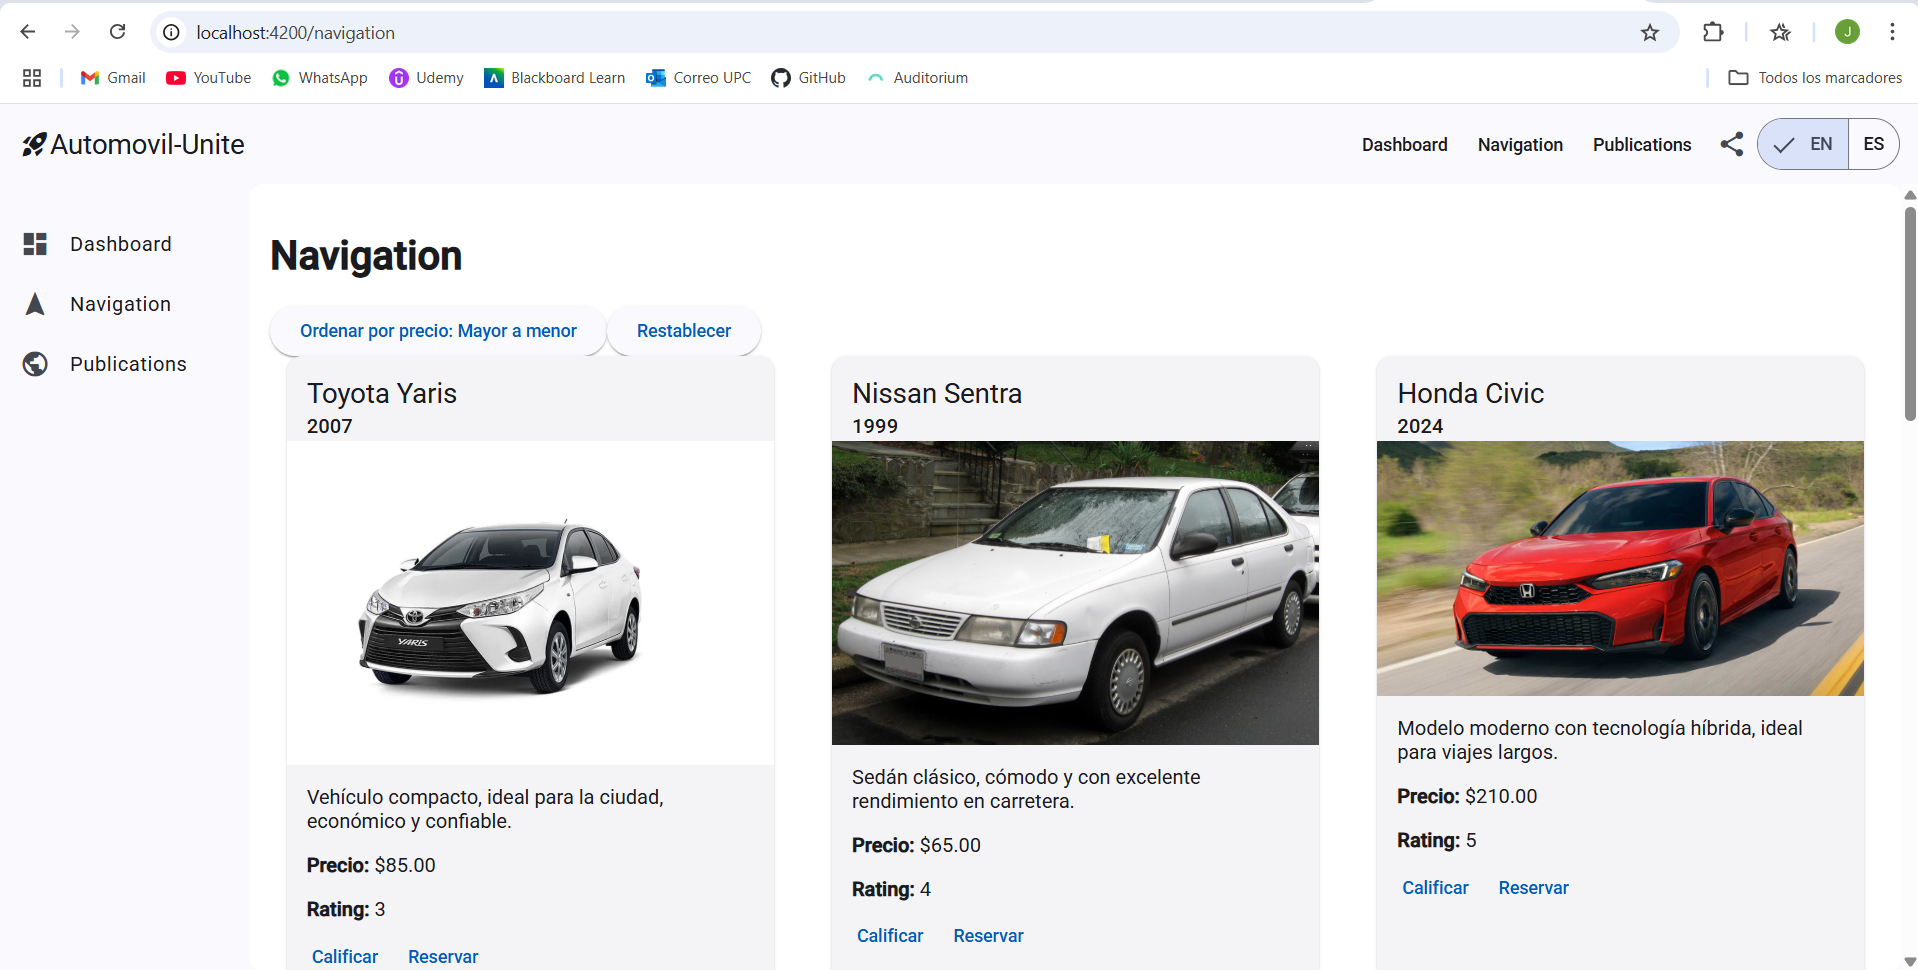 localhost:4200/navigation
J
Gmail
YouTube
WhatsApp
Udemy
Blackboard Learn
Correo UPC
GitHub
Auditorium
Todos los marcadores
Automovil-Unite
Dashboard
Navigation
Publications
EN
ES
Dashboard
Navigation
Publications
Navigation
Ordenar por precio: Mayor a menor
Restablecer
Toyota Yaris
2007
YARIS
Vehículo compacto, ideal para la ciudad,
económico y confiable.
Precio: $85.00
Rating: 3
Calificar
Reservar
Nissan Sentra
1999
Sedán clásico, cómodo y con excelente
rendimiento en carretera.
Precio: $65.00
Rating: 4
Calificar
Reservar
Honda Civic
2024
Modelo moderno con tecnología híbrida, ideal
para viajes largos.
Precio: $210.00
Rating: 5
Calificar
Reservar